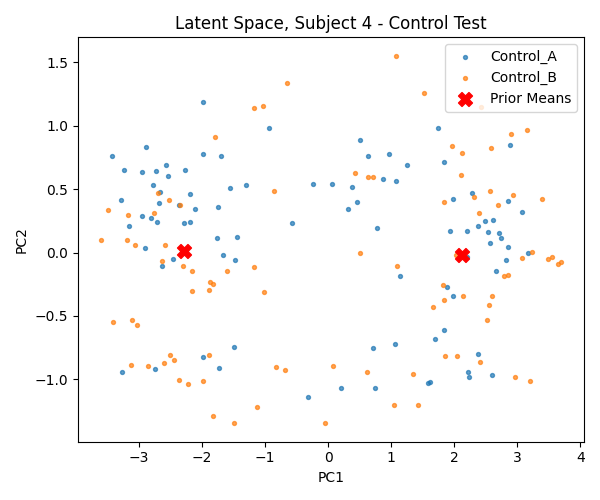 Latent Space, Subject 4 - Control Test
Control_A
Control_B
Prior Means
1.5
1.0
0.5
0.0
−0.5
−1.0
PC2
−3
−2
−1
0
1
2
3
4
PC1